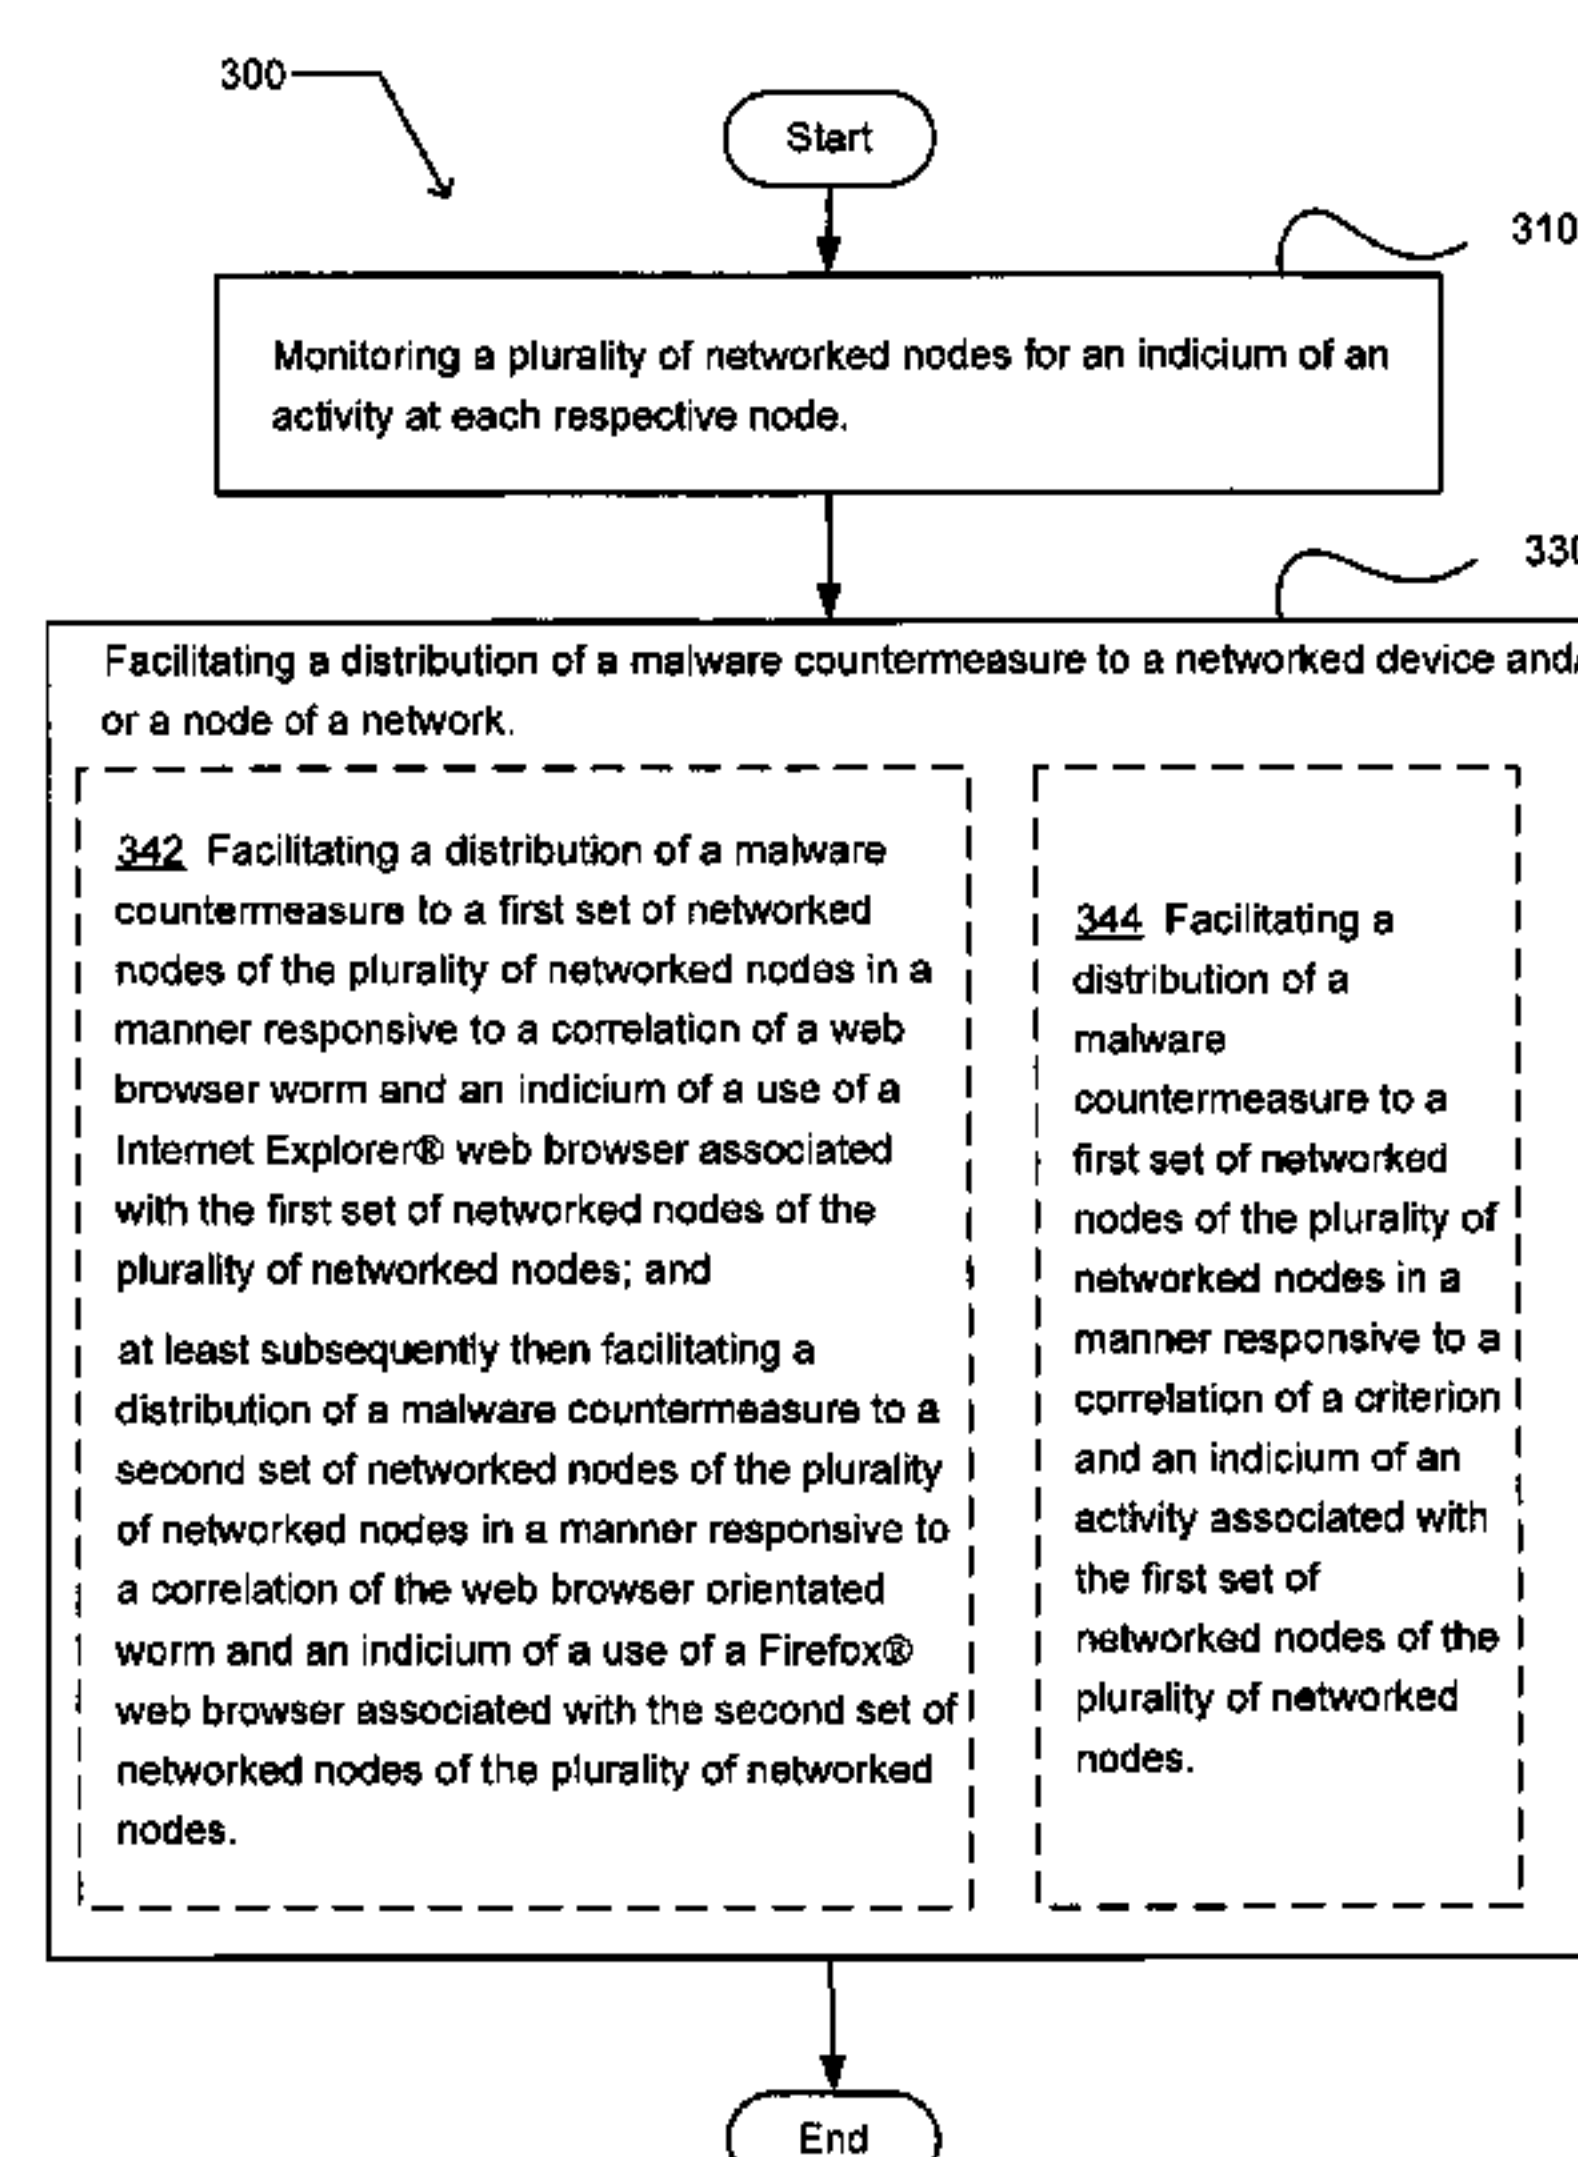 300
Start
310
Monitoring a plurality of networked nodes for an indicium of an
activity at each respective node.
330
Facilitating a distribution of a malware countermeasure to a networked device and/
or a node of a network.
342 Facilitating a distribution of a malware
countermeasure to a first set of networked
nodes of the plurality of networked nodes in a
manner responsive to a correlation of a web
browser worm and an indicium of a use of a
Internet Explorer® web browser associated
with the first set of networked nodes of the
plurality of networked nodes; and
at least subsequently then facilitating a
distribution of a malware countermeasure to a
second set of networked nodes of the plurality
of networked nodes in a manner responsive to
a correlation of the web browser orientated
worm and an indicium of a use of a Firefox®
web browser associated with the second set of
networked nodes of the plurality of networked
nodes.
344 Facilitating a
distribution of a
malware
countermeasure to a
first set of networked
nodes of the plurality of
networked nodes in a
manner responsive to a
correlation of a criterion
and an indicium of an
activity associated with
the first set of
networked nodes of the
plurality of networked
nodes.
End